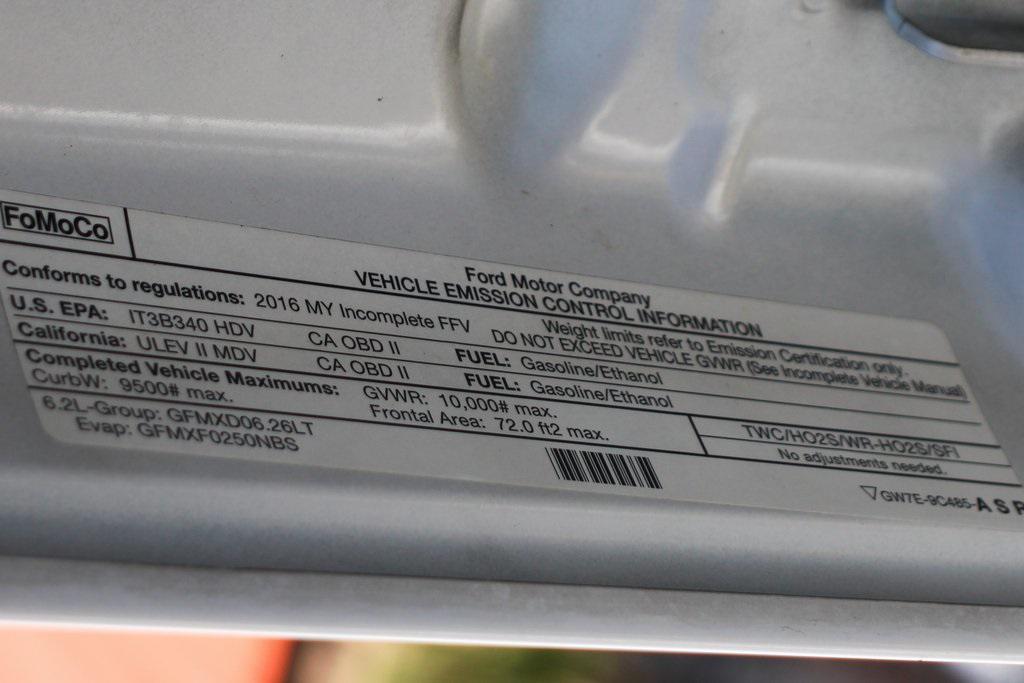 FoMoCo
Ford Motor Company
VEHICLE EMISSION CONTROL INFORMATION
Conforms to regulations: 2016 MY Incomplete FFV
Weight limits refer to Emission Certification only.
DO NOT EXCEED VEHICLE GVWR (See Incomplete Vehicle Manual)
U.S. EPA: IT3B340 HDV CA OBD II FUEL: Gasoline/Ethanol
California: ULEV II MDV CA OBD II FUEL: Gasoline/Ethanol
Completed Vehicle Maximums: GVWR: 10,000# max.
CurbW: 9500# max. Frontal Area: 72.0 ft2 max.
6.2L-Group: GFMXD06.26LT
Evap: GFMXF0250NBS
TWC/HO2S/WR-HO2S/SFI
No adjustments needed.
GW7E-9C485-A S P